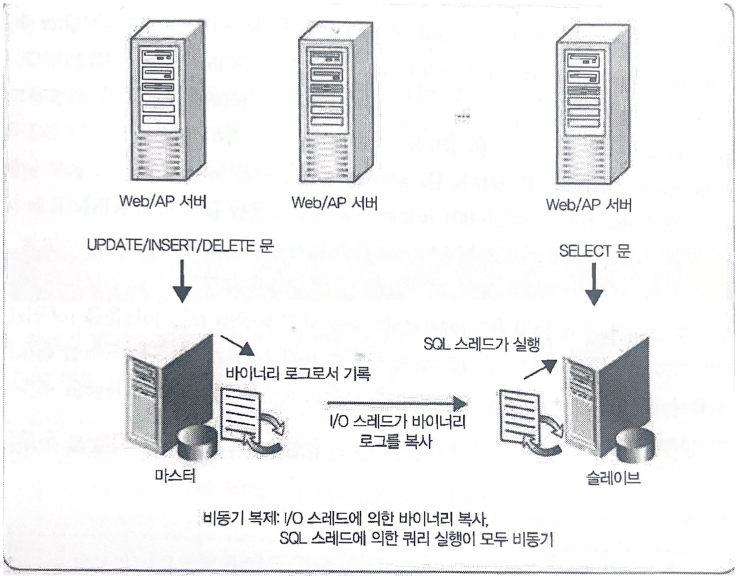 Web/AP 서버
Web/AP 서버
Web/AP 서버
UPDATE/INSERT/DELETE 문
SELECT 문
SQL 스레드가 실행
바이너리 로그로서 기록
I/O 스레드가 바이너리
로그를 복사
마스터
슬레이브
비동기 복제: I/O 스레드에 의한 바이너리 복사,
SQL 스레드에 의한 쿼리 실행이 모두 비동기